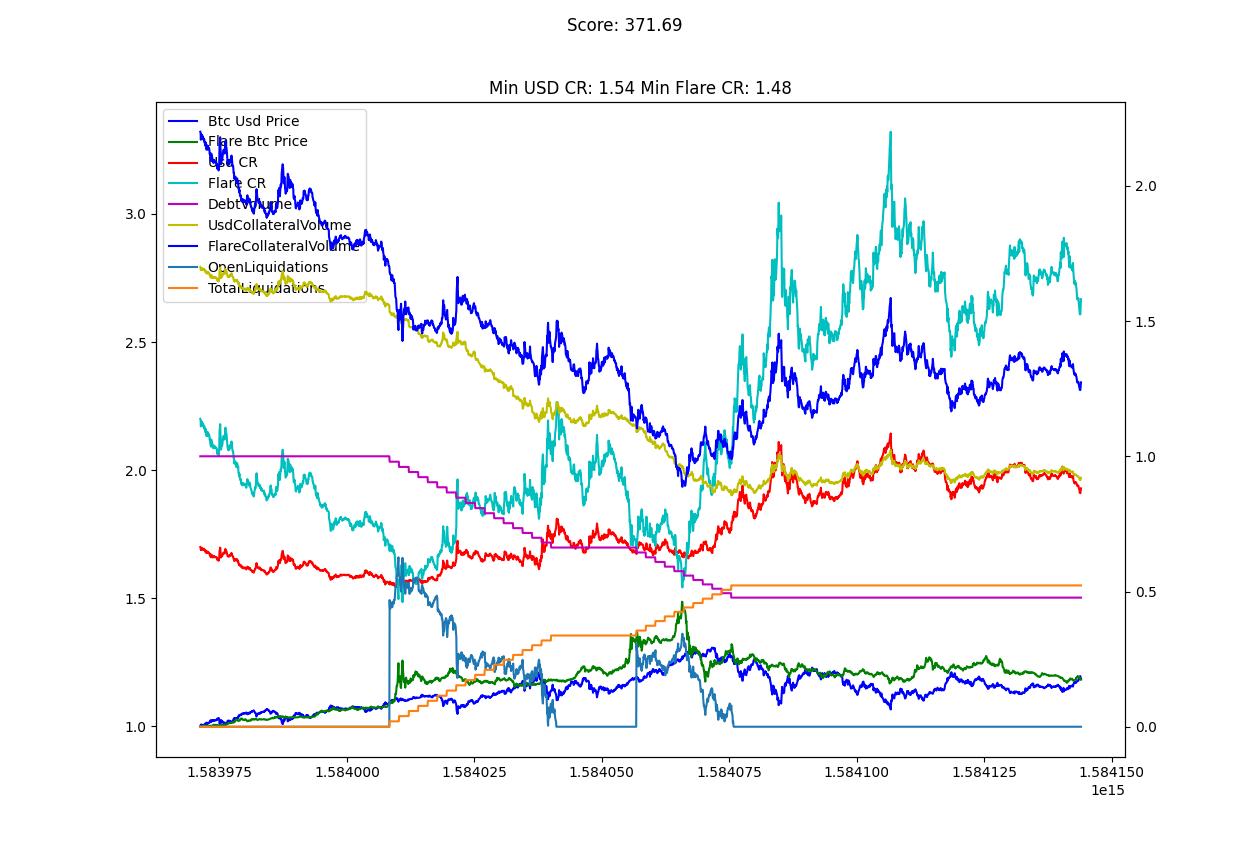 Score: 371.69
Min USD CR: 1.54 Min Flare CR: 1.48
Btc Usd Price
Flare Btc Price
Usd CR
Flare CR
DebtVolume
UsdCollateralVolume
FlareCollateralVolume
OpenLiquidations
TotalLiquidations
3.0
2.5
2.0
1.5
1.0
2.0
1.5
1.0
0.5
0.0
1.583975 1.584000 1.584025 1.584050 1.584075 1.584100 1.584125 1.584150
1e15